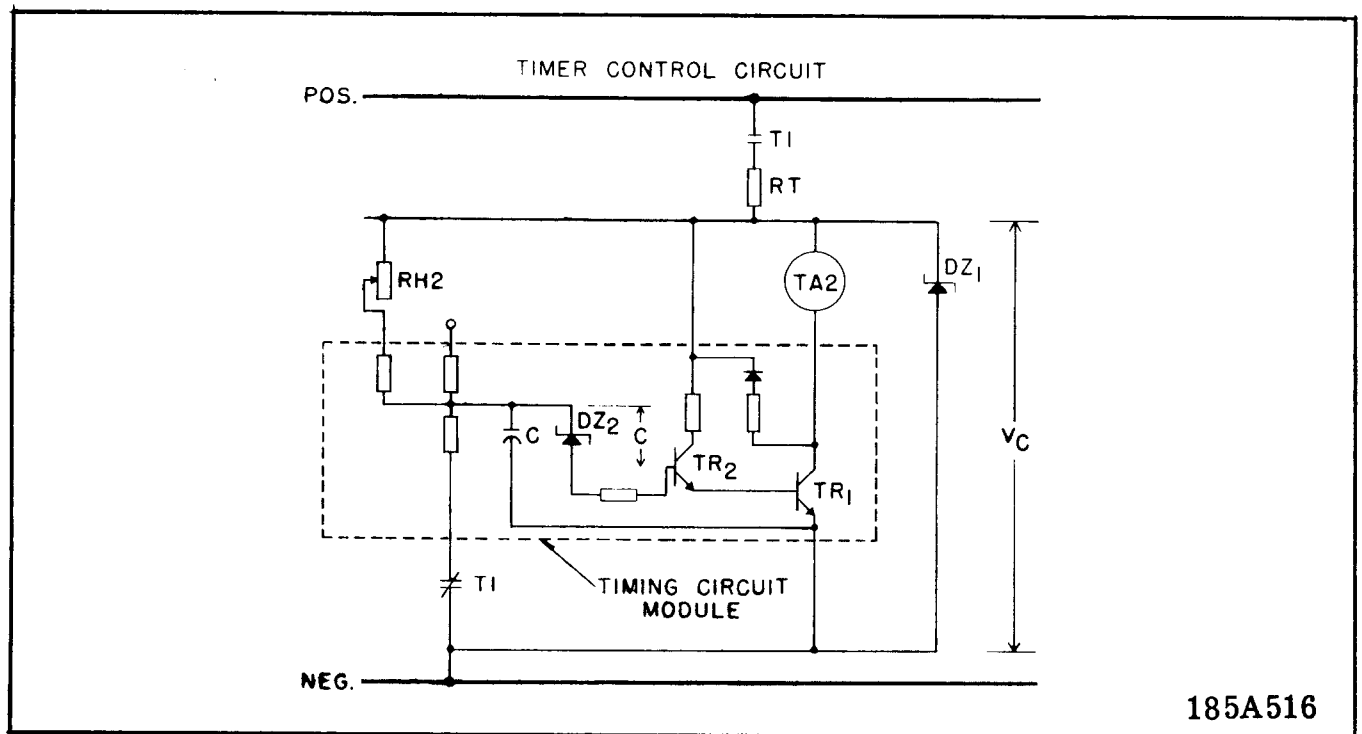 TIMER CONTROL CIRCUIT
POS.
T1
RT
RH2
TA2
DZ1
C
DZ2
C
TR2
TR1
VC
T1
TIMING CIRCUIT
MODULE
NEG.
185A516